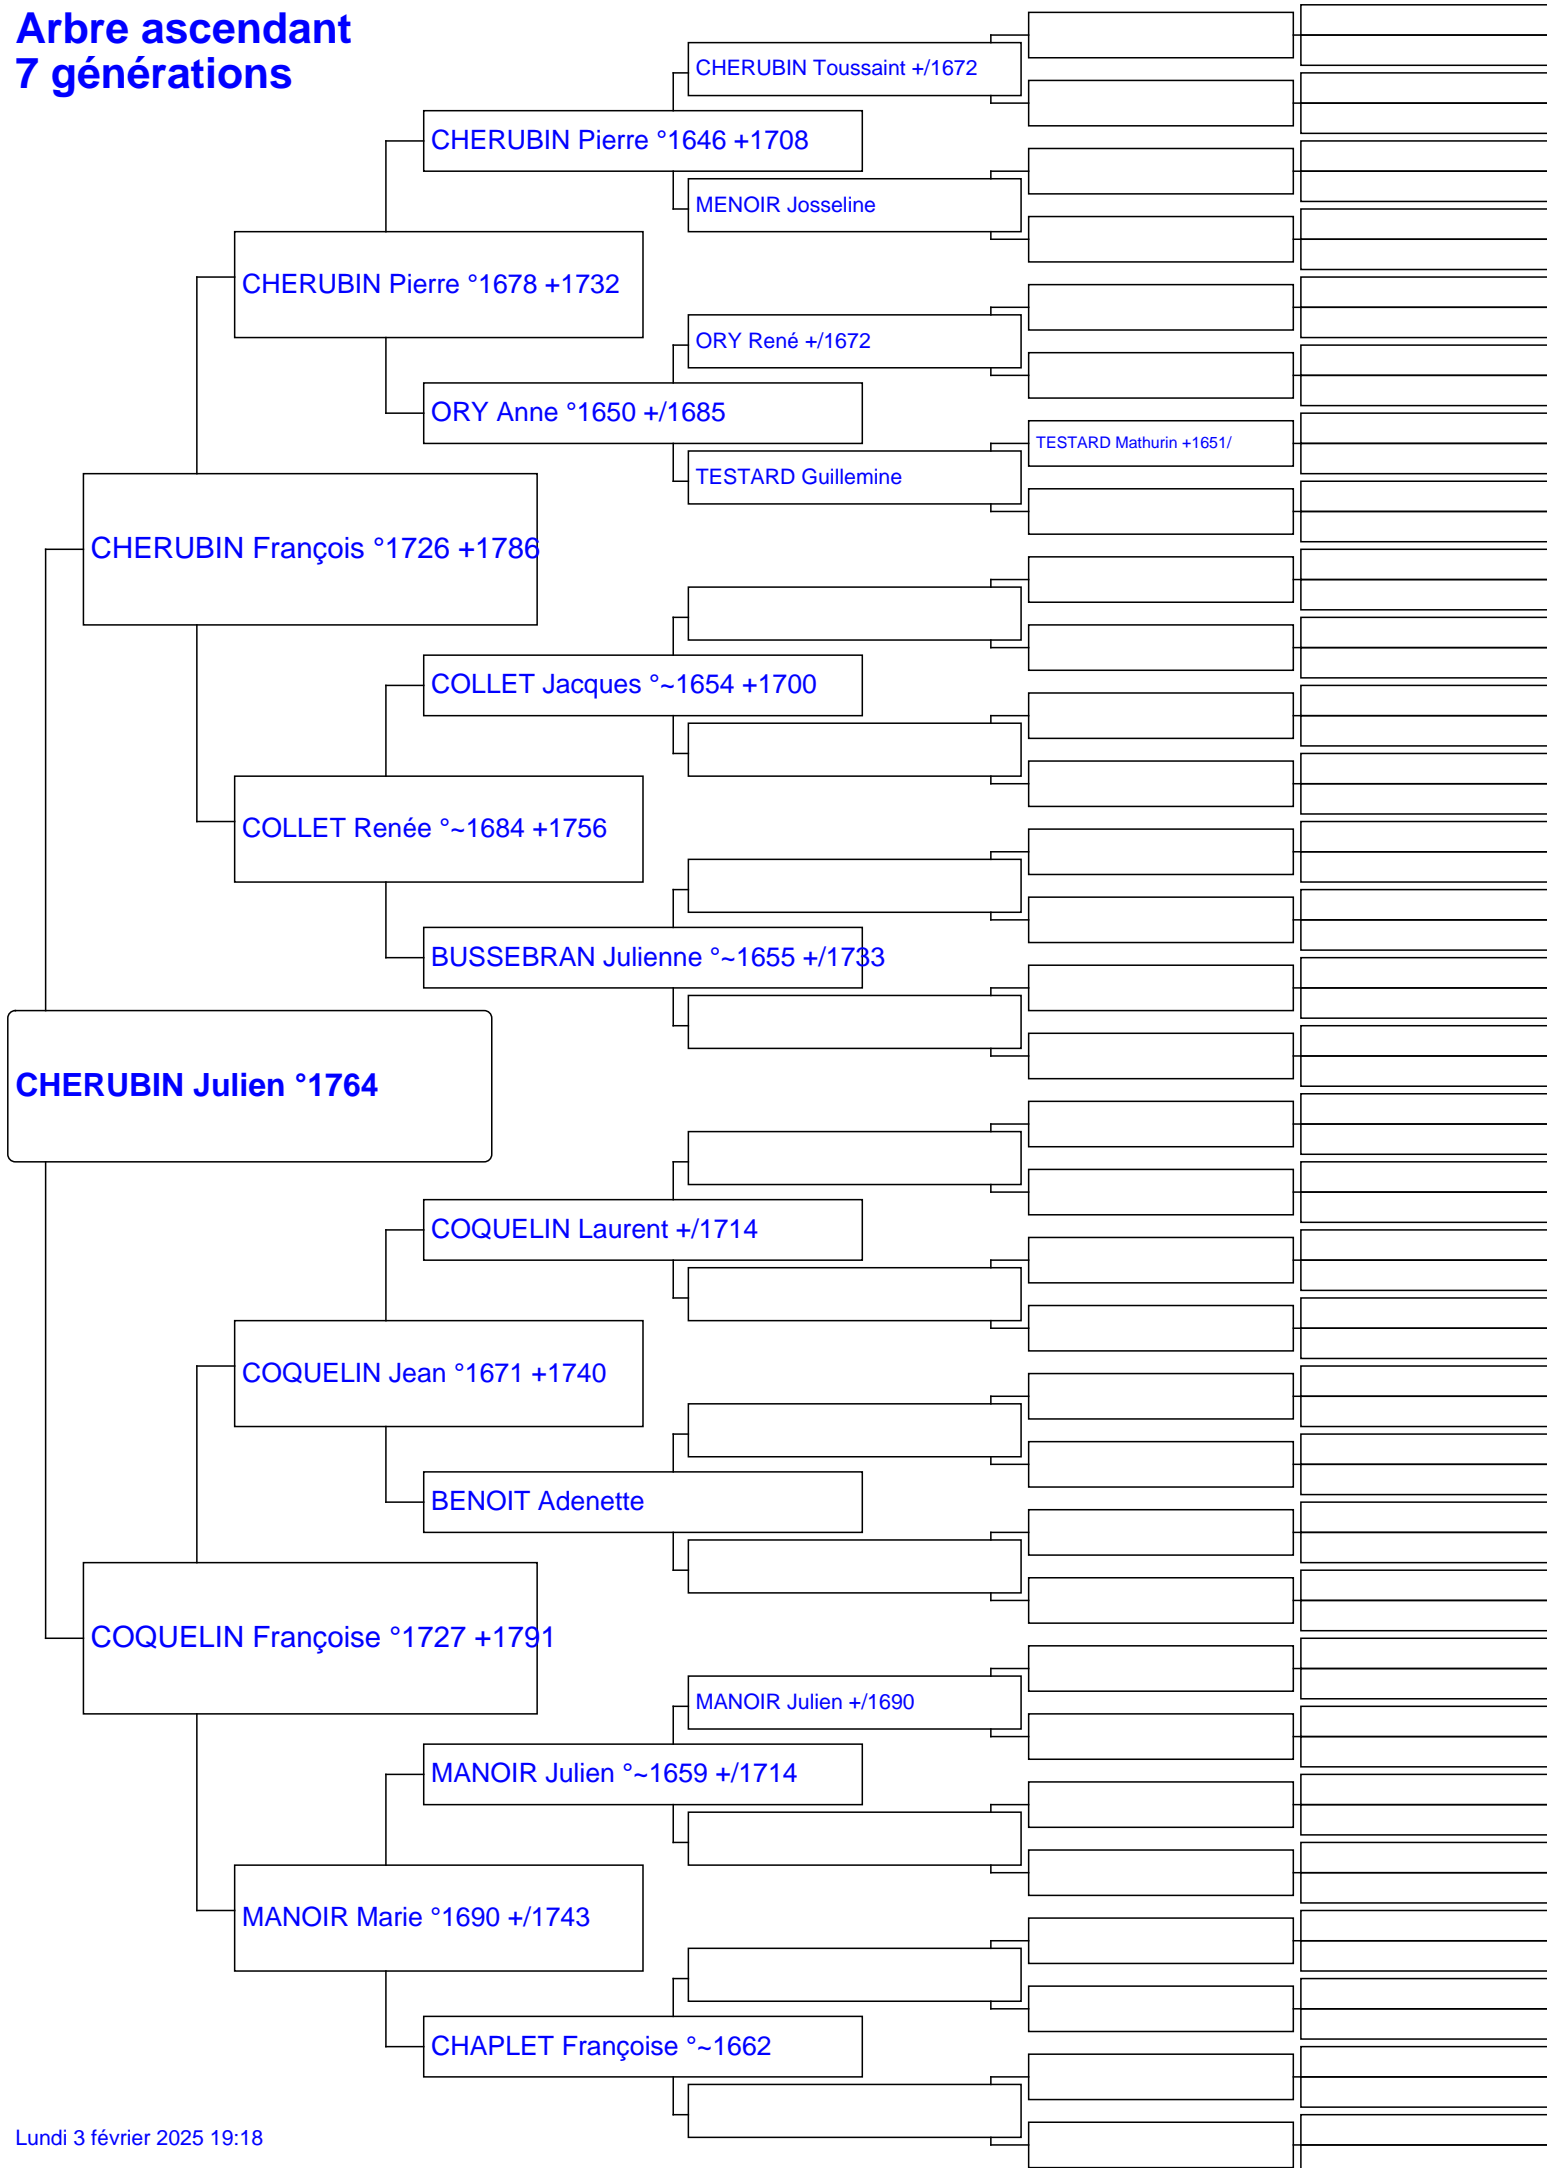 Arbre ascendant
7 générations
CHERUBIN Toussaint +/1672
CHERUBIN Pierre °1646 +1708
MENOIR Josseline
CHERUBIN Pierre °1678 +1732
ORY René +/1672
ORY Anne °1650 +/1685
TESTARD Mathurin +1651/
TESTARD Guillemine
CHERUBIN François °1726 +1786
COLLET Jacques °~1654 +1700
COLLET Renée °~1684 +1756
BUSSEBRAN Julienne °~1655 +/1733
CHERUBIN Julien °1764
COQUELIN Laurent +/1714
COQUELIN Jean °1671 +1740
BENOIT Adenette
COQUELIN Françoise °1727 +1791
MANOIR Julien +/1690
MANOIR Julien °~1659 +/1714
MANOIR Marie °1690 +/1743
CHAPLET Françoise °~1662
Lundi 3 février 2025 19:18